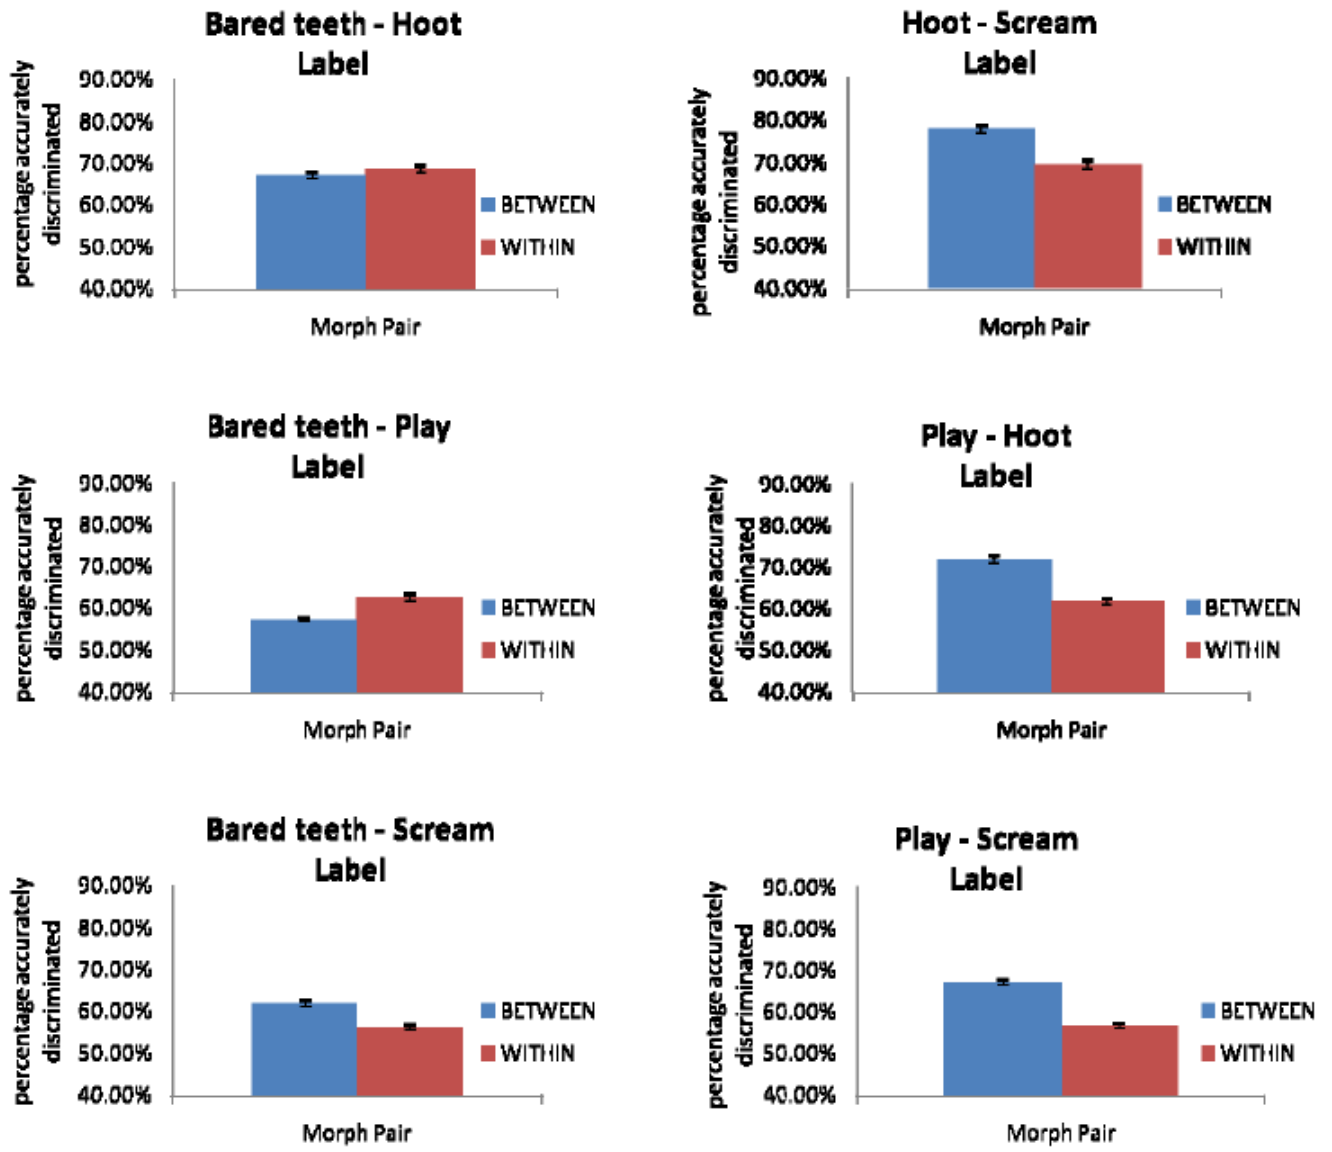 Bared teeth - Hoot
Label
percentage accurately
discriminated
90.00%
80.00%
70.00%
60.00%
50.00%
40.00%
BETWEEN
WITHIN
Morph Pair
Hoot - Scream
Label
percentage accurately
discriminated
90.00%
80.00%
70.00%
60.00%
50.00%
40.00%
BETWEEN
WITHIN
Morph Pair
Bared teeth - Play
Label
percentage accurately
discriminated
90.00%
80.00%
70.00%
60.00%
50.00%
40.00%
BETWEEN
WITHIN
Morph Pair
Play - Hoot
Label
percentage accurately
discriminated
90.00%
80.00%
70.00%
60.00%
50.00%
40.00%
BETWEEN
WITHIN
Morph Pair
Bared teeth - Scream
Label
percentage accurately
discriminated
90.00%
80.00%
70.00%
60.00%
50.00%
40.00%
BETWEEN
WITHIN
Morph Pair
Play - Scream
Label
percentage accurately
discriminated
90.00%
80.00%
70.00%
60.00%
50.00%
40.00%
BETWEEN
WITHIN
Morph Pair